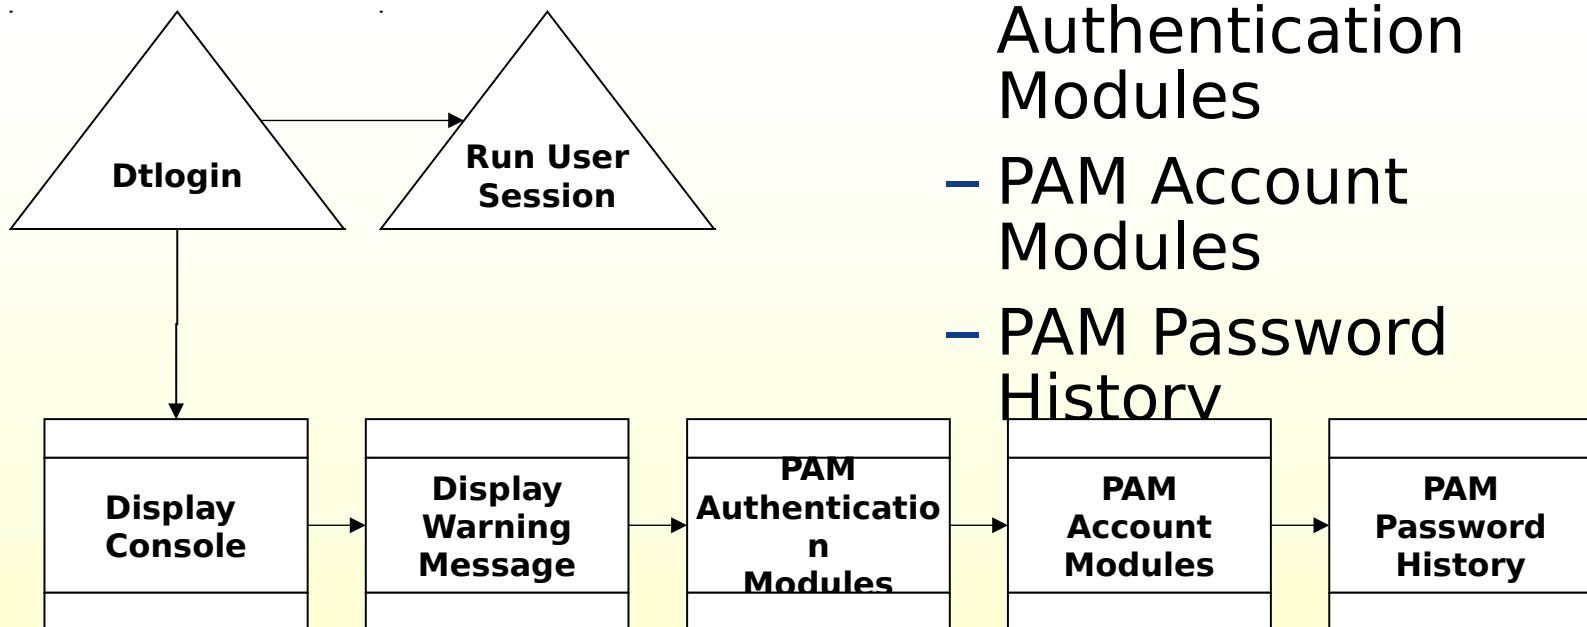 Authentication
Modules
– PAM Account
Modules
– PAM Password
History
Dtlogin
Run User
Session
Display
Console
Display
Warning
Message
PAM
Authenticatio
n
Modules
PAM
Account
Modules
PAM
Password
History